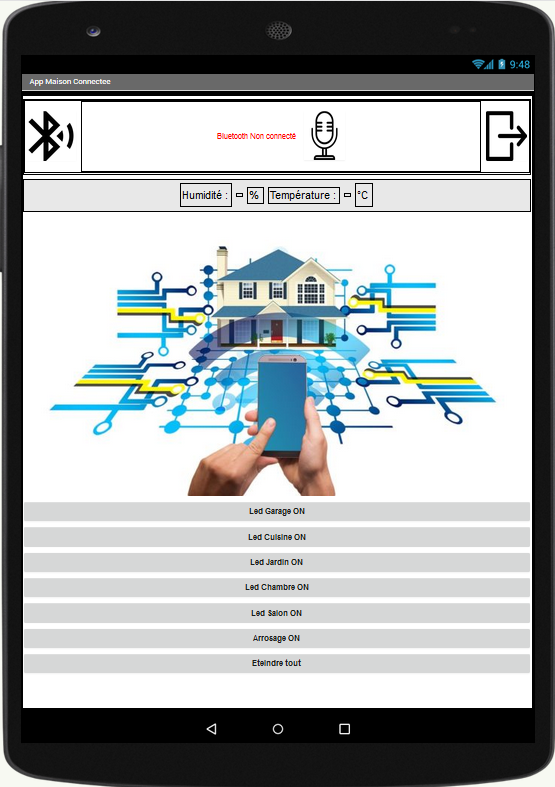 9:48
App Maison Connectee
Bluetooth Non connecté
Humidité : - % Température : - °C
Led Garage ON
Led Cuisine ON
Led Jardin ON
Led Chambre ON
Led Salon ON
Arrosage ON
Eteindre tout